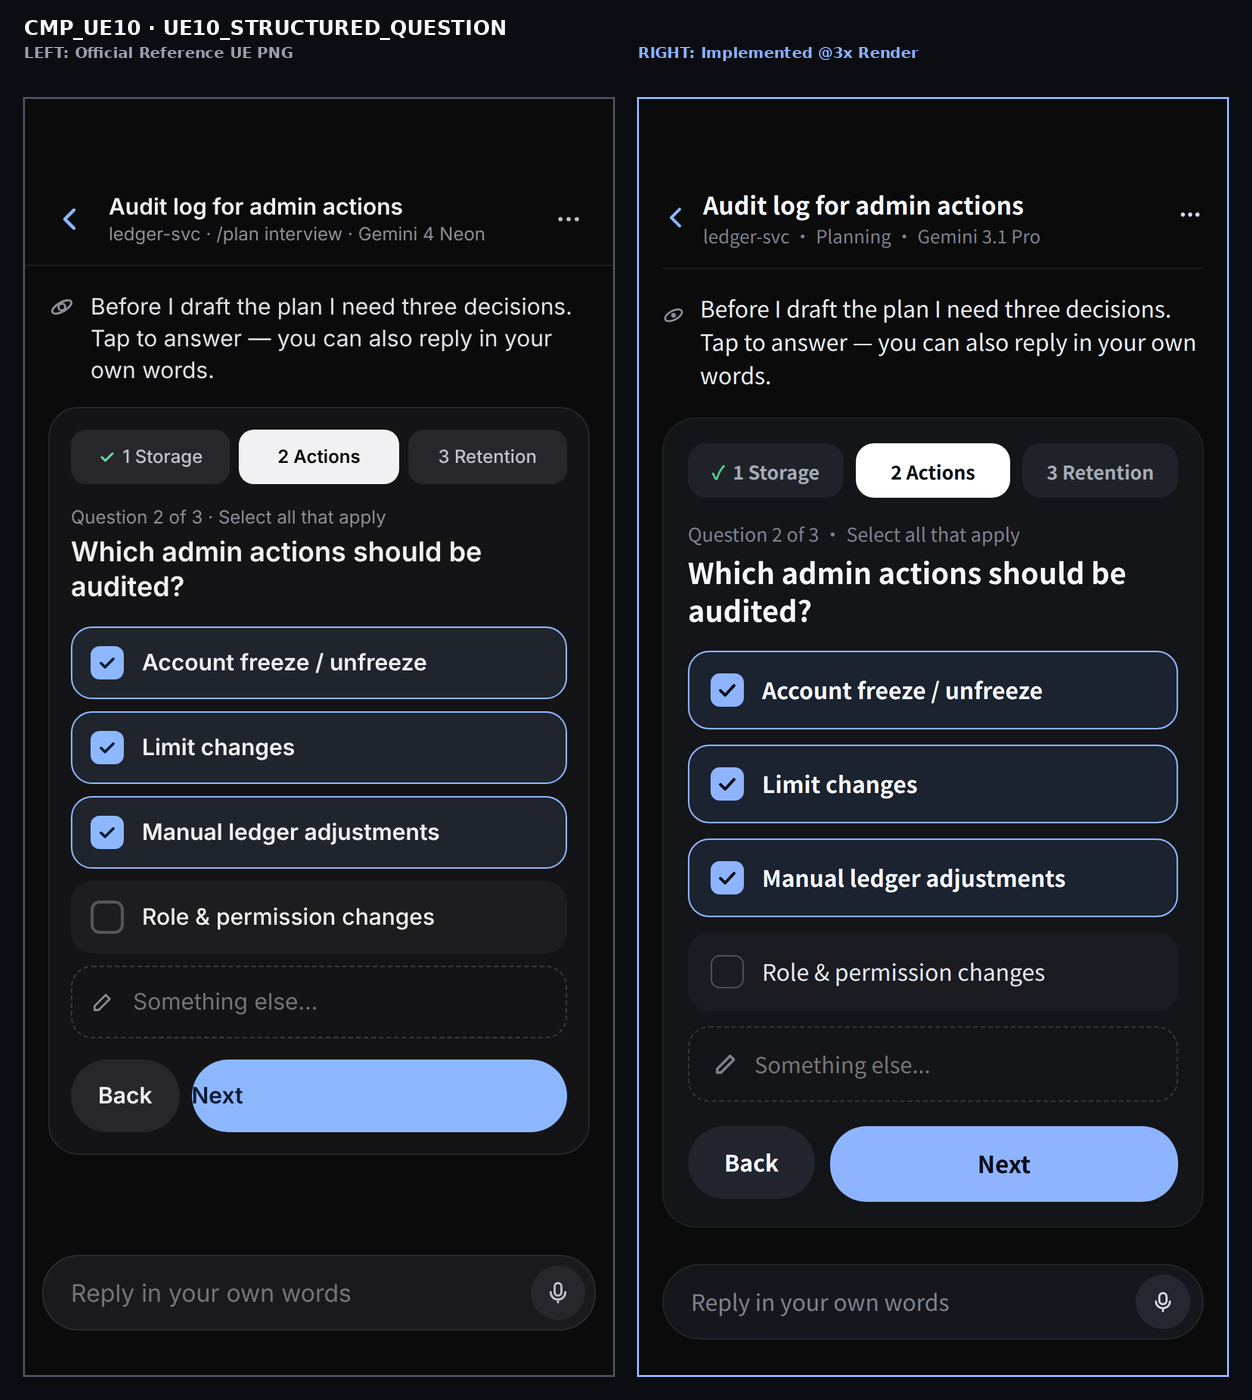 CMP_UE10 · UE10_STRUCTURED_QUESTION
LEFT: Official Reference UE PNG
Audit log for admin actions
ledger-svc · /plan interview · Gemini 4 Neon
Before I draft the plan I need three decisions.
Tap to answer — you can also reply in your
own words.
1 Storage
2 Actions
3 Retention
Question 2 of 3 · Select all that apply
Which admin actions should be
audited?
Account freeze / unfreeze
Limit changes
Manual ledger adjustments
Role & permission changes
Something else...
Back
Next
Reply in your own words
RIGHT: Implemented @3x Render
Audit log for admin actions
ledger-svc • Planning • Gemini 3.1 Pro
Before I draft the plan I need three decisions.
Tap to answer — you can also reply in your own
words.
✓ 1 Storage
2 Actions
3 Retention
Question 2 of 3 • Select all that apply
Which admin actions should be
audited?
Account freeze / unfreeze
Limit changes
Manual ledger adjustments
Role & permission changes
Something else...
Back
Next
Reply in your own words